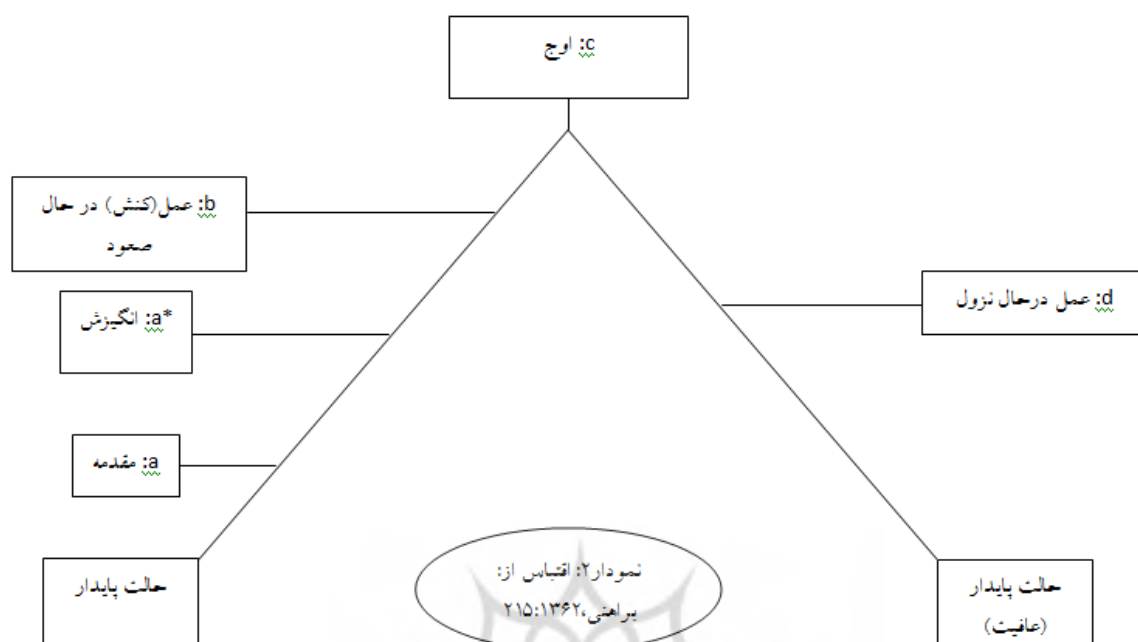 c: اوج
b: عمل(کنش) در حال
صعود
a*: انگیزش
d: عمل درحال نزول
a: مقدمه
حالت پایدار
نمودار۲: اقتباس از:
براهنی،۲۱۵:۱۳۶۲
حالت پایدار
(عافیت)